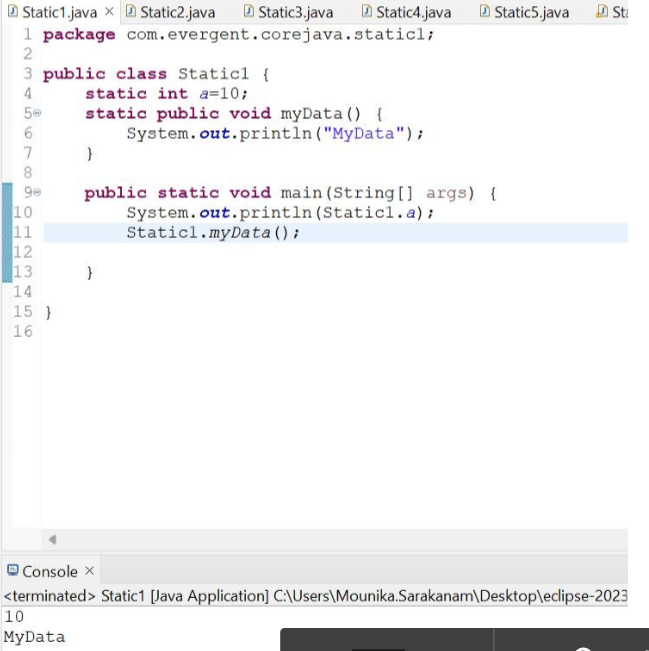 Static1.java × Static2.java Static3.java Static4.java Static5.java
1 package com.evergent.corejava.static1;
2
3 public class Static1 {
4 static int a=10;
5 static public void myData() {
6 System.out.println("MyData");
7 }
8
9 public static void main(String[] args) {
10 System.out.println(Static1.a);
11 Static1.myData();
12
13 }
14
15 }
16
Console ×
<terminated> Static1 [Java Application] C:\Users\Mounika.Sarakanam\Desktop\eclipse-2023
10
MyData